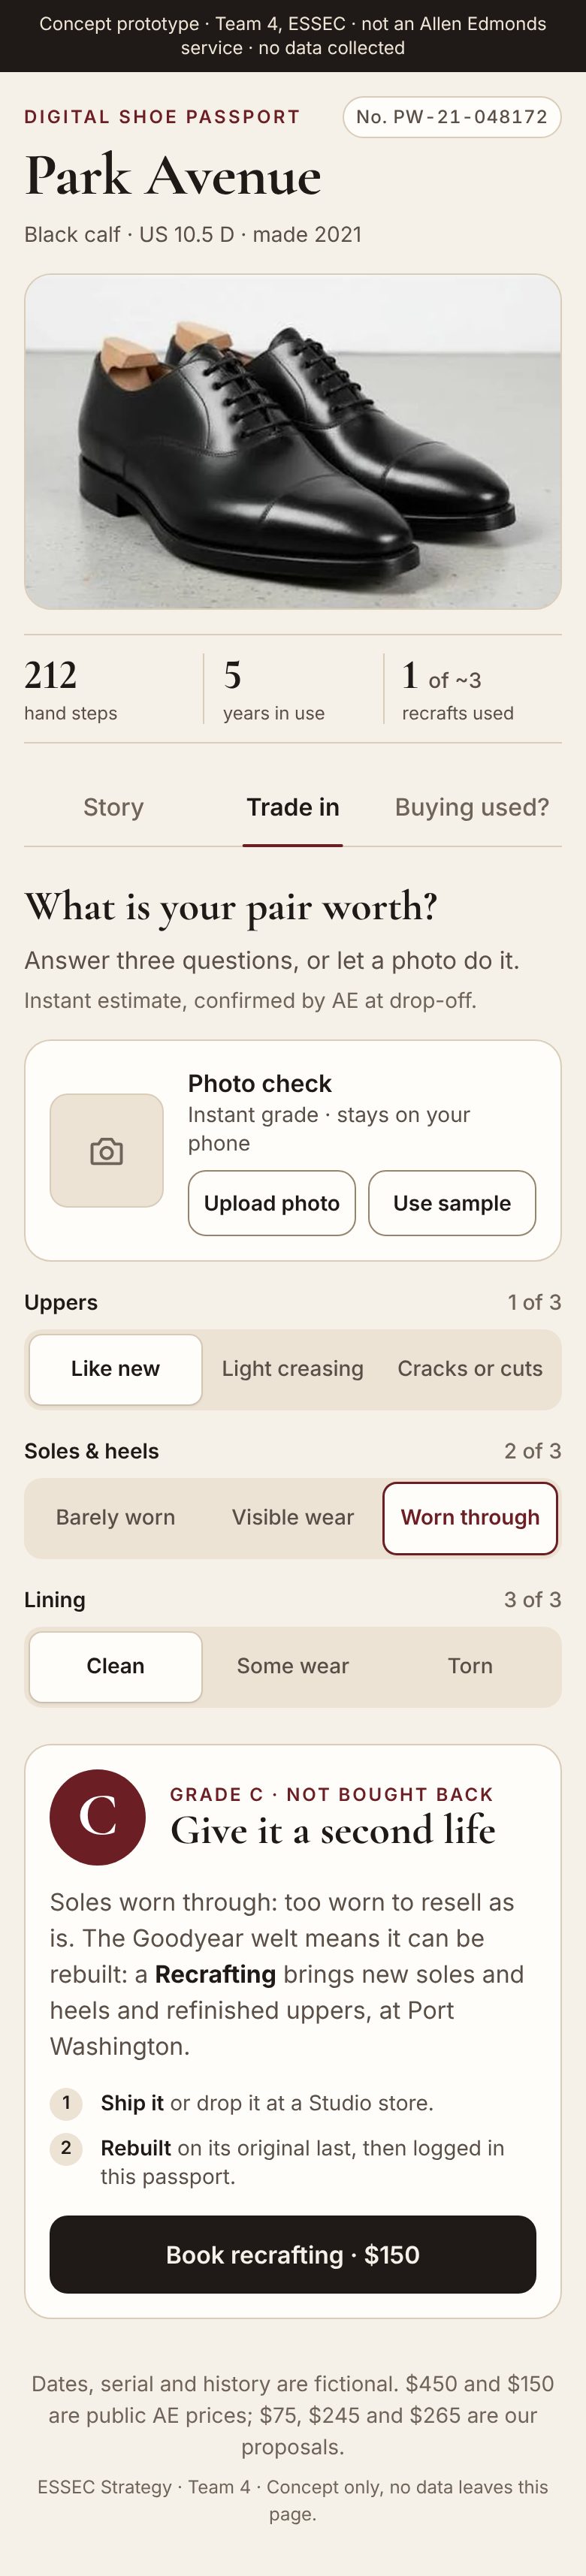 Concept prototype · Team 4, ESSEC · not an Allen Edmonds
service · no data collected
DIGITAL SHOE PASSPORT
No. PW-21-048172
Park Avenue
Black calf · US 10.5 D · made 2021
212
hand steps
5
years in use
1 of ~3
recrafts used
Story
Trade in
Buying used?
What is your pair worth?
Answer three questions, or let a photo do it.
Instant estimate, confirmed by AE at drop-off.
Photo check
Instant grade · stays on your
phone
Upload photo
Use sample
Uppers
1 of 3
Like new
Light creasing
Cracks or cuts
Soles & heels
2 of 3
Barely worn
Visible wear
Worn through
Lining
3 of 3
Clean
Some wear
Torn
C
GRADE C · NOT BOUGHT BACK
Give it a second life
Soles worn through: too worn to resell as
is. The Goodyear welt means it can be
rebuilt: a Recrafting brings new soles and
heels and refinished uppers, at Port
Washington.
1 Ship it or drop it at a Studio store.
2 Rebuilt on its original last, then logged in
this passport.
Book recrafting · $150
Dates, serial and history are fictional. $450 and $150
are public AE prices; $75, $245 and $265 are our
proposals.
ESSEC Strategy · Team 4 · Concept only, no data leaves this
page.